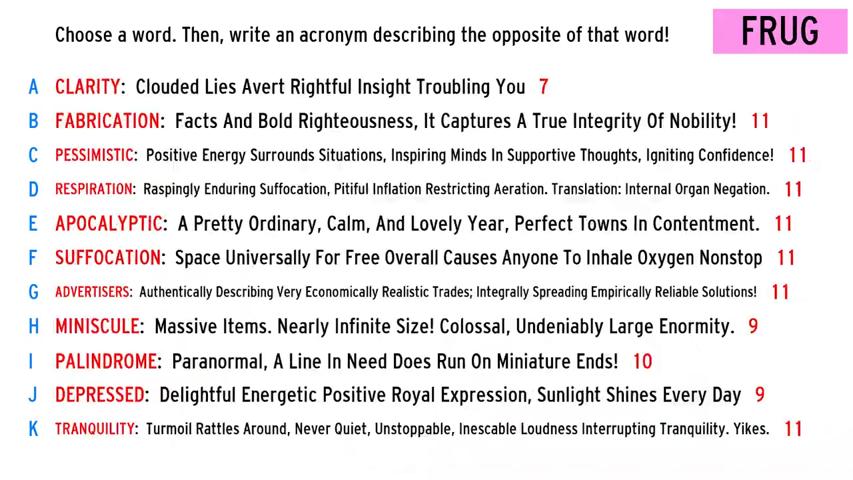 Choose a word. Then, write an acronym describing the opposite of that word!
FRUG
A CLARITY: Clouded Lies Avert Rightful Insight Troubling You 7
B FABRICATION: Facts And Bold Righteousness, It Captures A True Integrity Of Nobility! 11
C PESSIMISTIC: Positive Energy Surrounds Situations, Inspiring Minds In Supportive Thoughts, Igniting Confidence! 11
D RESPIRATION: Raspingly Enduring Suffocation, Pitiful Inflation Restricting Aeration. Translation: Internal Organ Negation. 11
E APOCALYPTIC: A Pretty Ordinary, Calm, And Lovely Year, Perfect Towns In Contentment. 11
F SUFFOCATION: Space Universally For Free Overall Causes Anyone To Inhale Oxygen Nonstop 11
G ADVERTISERS: Authentically Describing Very Economically Realistic Trades; Integrally Spreading Empirically Reliable Solutions! 11
H MINISCULE: Massive Items. Nearly Infinite Size! Colossal, Undeniably Large Enormity. 9
I PALINDROME: Paranormal, A Line In Need Does Run On Miniature Ends! 10
J DEPRESSED: Delightful Energetic Positive Royal Expression, Sunlight Shines Every Day 9
K TRANQUILITY: Turmoil Rattles Around, Never Quiet, Unstoppable, Inescable Loudness Interrupting Tranquility. Yikes. 11